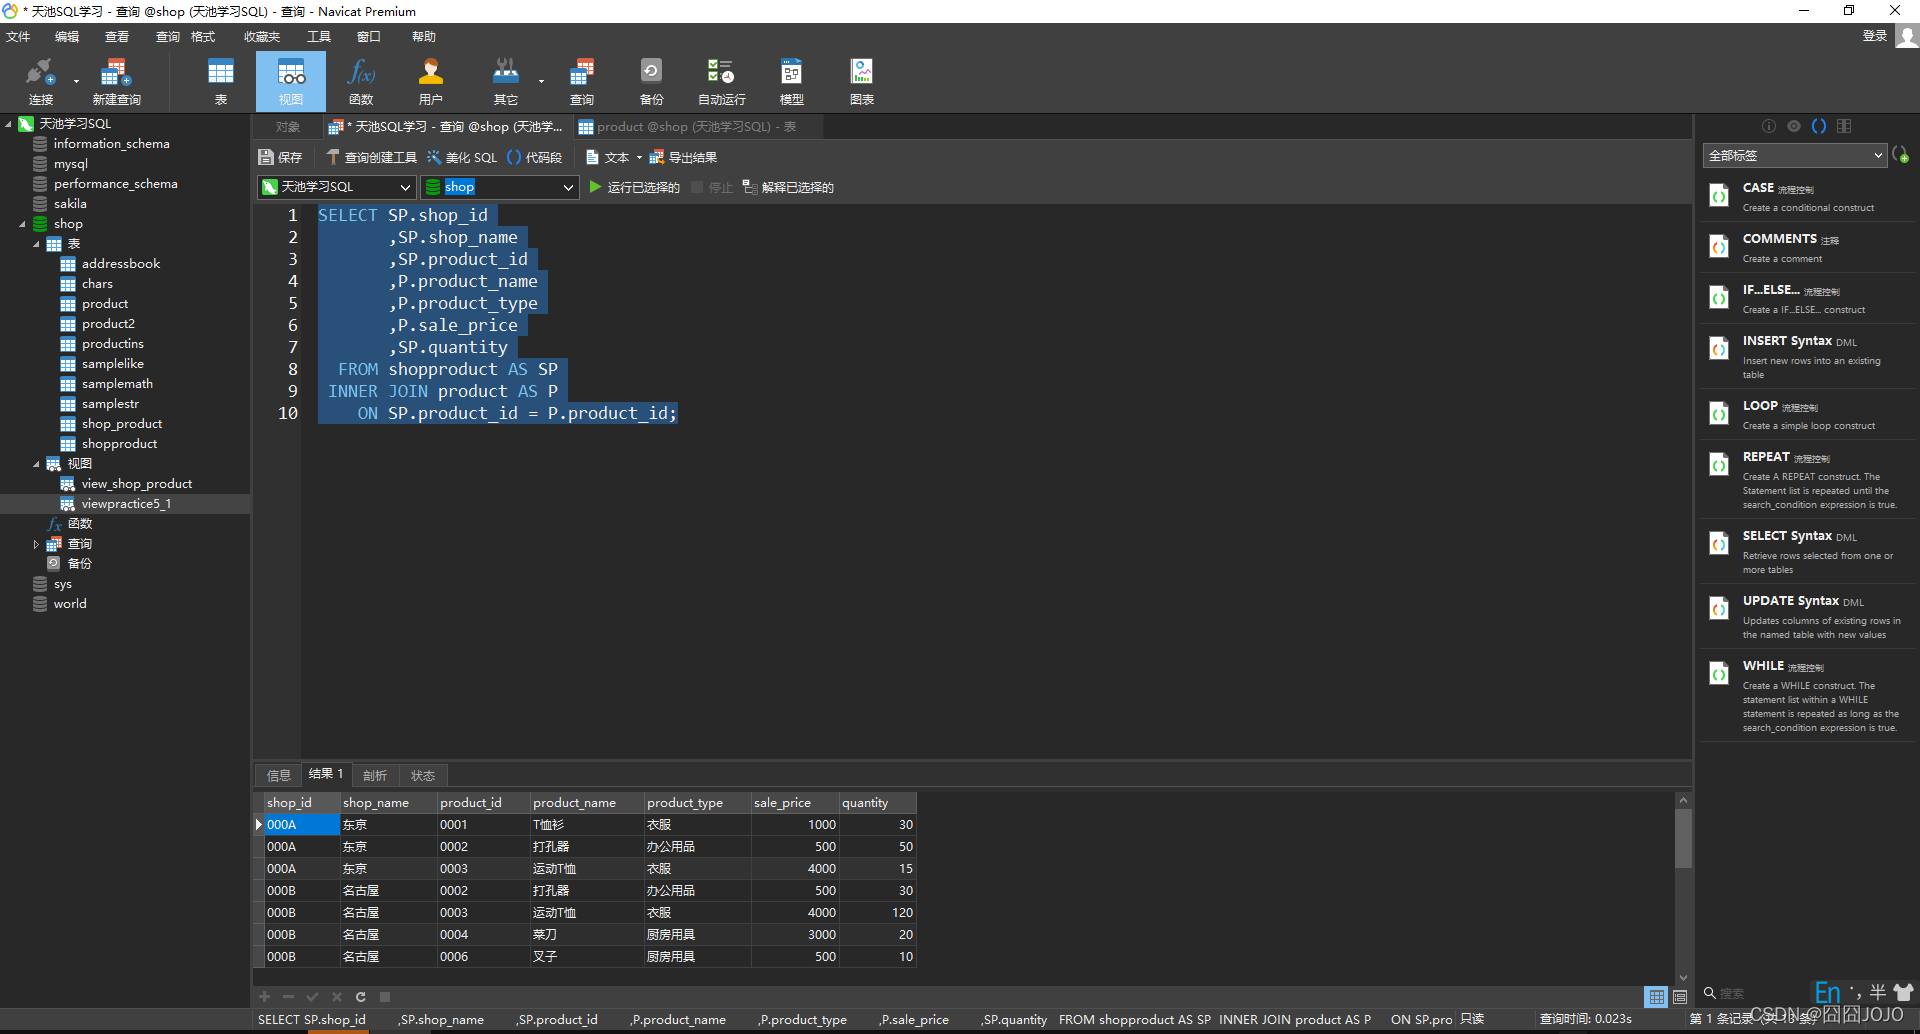 * 天池SQL学习 - 查询 @shop (天池SQL学习) - 查询 - Navicat Premium
文件 编辑 查看 查询 格式 收藏夹 工具 窗口 帮助 登录
连接 新建查询 表 视图 函数 用户 其它 查询 备份 自动运行 模型 图表
天池学习SQL
information_schema
mysql
performance_schema
sakila
shop
表
addressbook
chars
product
product2
productins
samplelike
samplemath
samplestr
shop_product
shopproduct
视图
view_shop_product
viewpractice5_1
函数
查询
备份
sys
world
对象 * 天池SQL学习 - 查询 @shop (天池学... product @shop (天池学习SQL) - 表
保存 查询创建工具 美化 SQL 代码段 文本 导出结果
天池学习SQL shop 运行已选择的 停止 解释已选择的
1 SELECT SP.shop_id
2 ,SP.shop_name
3 ,SP.product_id
4 ,P.product_name
5 ,P.product_type
6 ,P.sale_price
7 ,SP.quantity
8 FROM shopproduct AS SP
9 INNER JOIN product AS P
10 ON SP.product_id = P.product_id;
信息 结果 1 剖析 状态
shop_id shop_name product_id product_name product_type sale_price quantity
000A 东京 0001 T恤衫 衣服 1000 30
000A 东京 0002 打孔器 办公用品 500 50
000A 东京 0003 运动T恤 衣服 4000 15
000B 名古屋 0002 打孔器 办公用品 500 30
000B 名古屋 0003 运动T恤 衣服 4000 120
000B 名古屋 0004 菜刀 厨房用具 3000 20
000B 名古屋 0006 叉子 厨房用具 500 10
全部标签
CASE 流程控制
Create a conditional construct
COMMENTS 注释
Create a comment
IF...ELSE... 流程控制
Create a IF...ELSE... construct
INSERT Syntax DML
Insert new rows into an existing
table
LOOP 流程控制
Create a simple loop construct
REPEAT 流程控制
Create A REPEAT construct. The
Statement list is repeated until the
search_condition expression is true.
SELECT Syntax DML
Retrieve rows selected from one or
more tables
UPDATE Syntax DML
Updates columns of existing rows in
the named table with new values
WHILE 流程控制
Create a WHILE construct. The
statement list within a WHILE
statement is repeated as long as the
search_condition expression is true.
搜索
En 半
SELECT SP.shop_id ,SP.shop_name ,SP.product_id ,P.product_name ,P.product_type ,P.sale_price ,SP.quantity FROM shopproduct AS SP INNER JOIN product AS P ON SP.pro 只读 查询时间: 0.023s 第 1 条记录
CSDN @囧囧JOJO